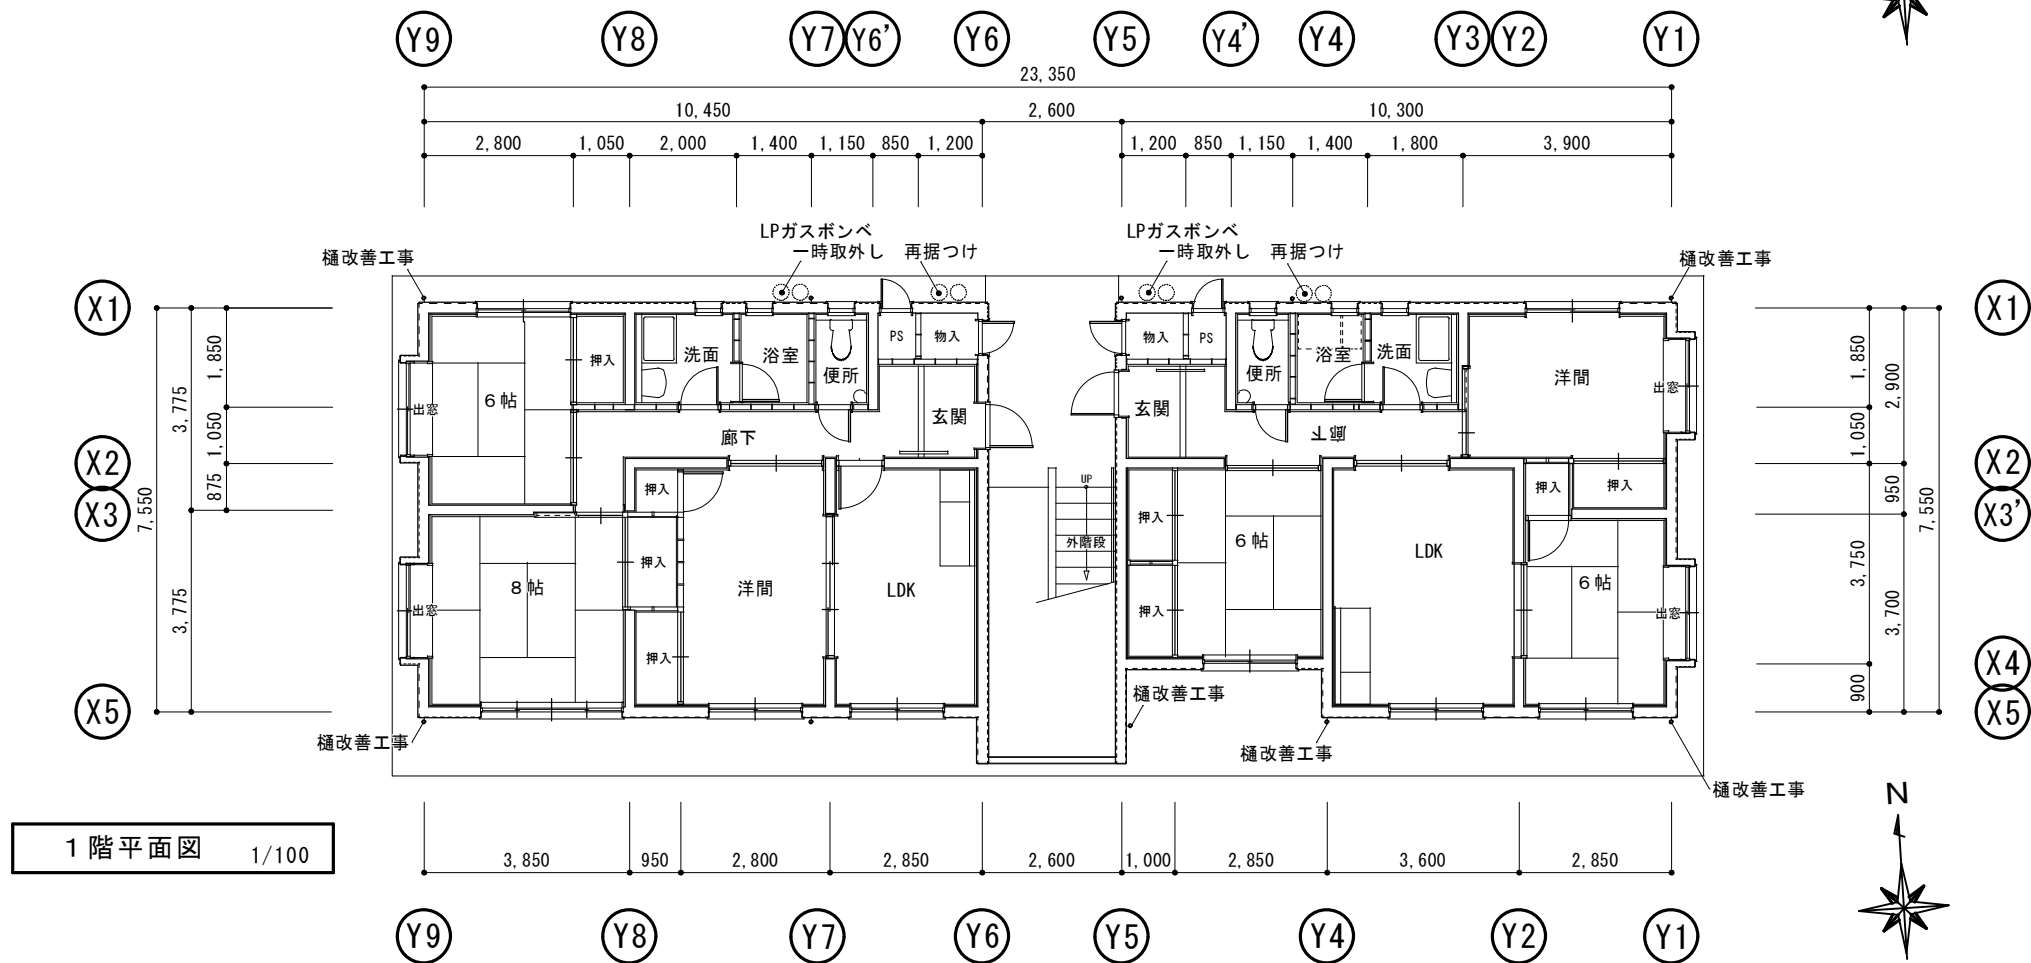 Y9 Y8 Y7 Y6' Y6 Y5 Y4' Y4 Y3 Y2 Y1
23,350
10,450 2,600 10,300
2,800 1,050 2,000 1,400 1,150 850 1,200 1,200 850 1,150 1,400 1,800 3,900
LPガスボンベ
一時取外し 再据つけ
LPガスボンベ
一時取外し 再据つけ
樋改善工事
樋改善工事
X1
X2
X3
X5
7,550
3,775
3,775
1,850
1,050
875
6帖
押入
洗面
浴室
便所
PS
物入
玄関
廊下
出窓
8帖
出窓
押入
押入
押入
洋間
LDK
UP
外階段
物入
PS
便所
浴室
洗面
洋間
出窓
玄関
廊下
押入
押入
6帖
LDK
押入
押入
6帖
出窓
1,850
1,050
3,750
900
2,900
950
3,700
7,550
X1
X2
X3'
X4
X5
樋改善工事
樋改善工事
樋改善工事
樋改善工事
N
1階平面図 1/100
3,850 950 2,800 2,850 2,600 1,000 2,850 3,600 2,850
Y9 Y8 Y7 Y6 Y5 Y4 Y2 Y1